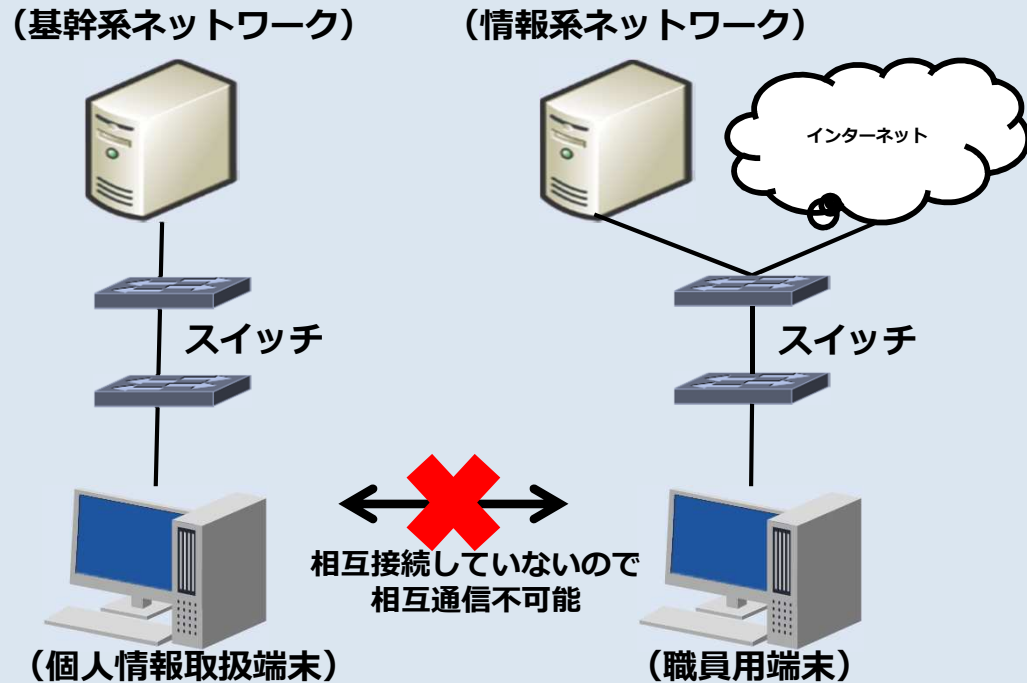 （基幹系ネットワーク）
（情報系ネットワーク）
インターネット
スイッチ
スイッチ
相互接続していないので
相互通信不可能
（個人情報取扱端末）
（職員用端末）